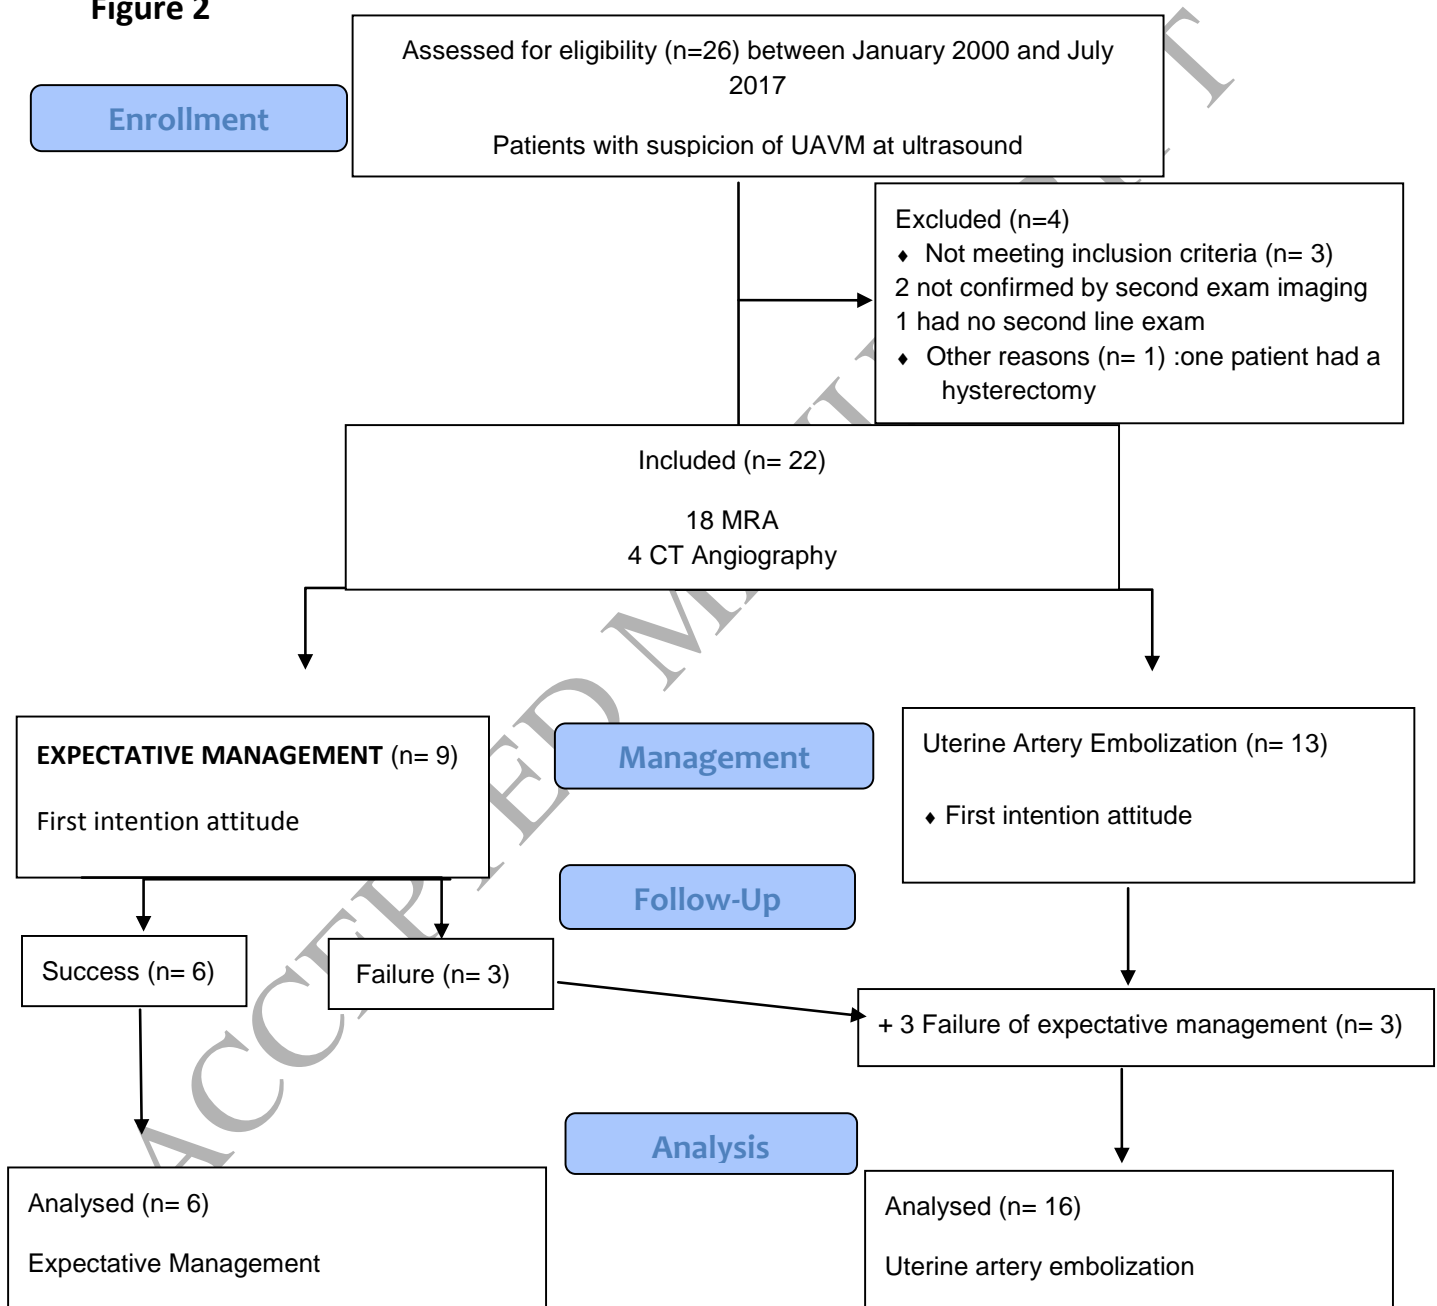 Figure 2
Assessed for eligibility (n=26) between January 2000 and July
2017
Patients with suspicion of UAVM at ultrasound
Enrollment
Excluded (n=4)
♦ Not meeting inclusion criteria (n= 3)
2 not confirmed by second exam imaging
1 had no second line exam
♦ Other reasons (n= 1) :one patient had a
hysterectomy
Included (n= 22)
18 MRA
4 CT Angiography
EXPECTATIVE MANAGEMENT (n= 9)
First intention attitude
Management
Uterine Artery Embolization (n= 13)
♦ First intention attitude
Follow-Up
Success (n= 6)
Failure (n= 3)
+ 3 Failure of expectative management (n= 3)
Analysis
Analysed (n= 6)
Expectative Management
Analysed (n= 16)
Uterine artery embolization